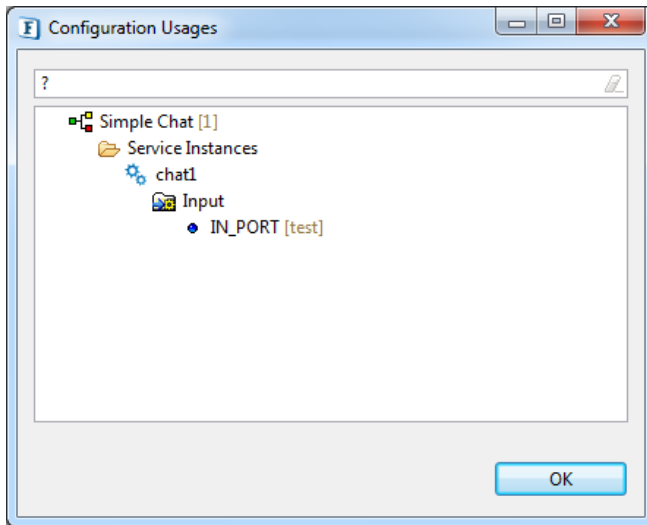 Configuration Usages
?
Simple Chat [1]
Service Instances
chat1
Input
IN_PORT [test]
OK